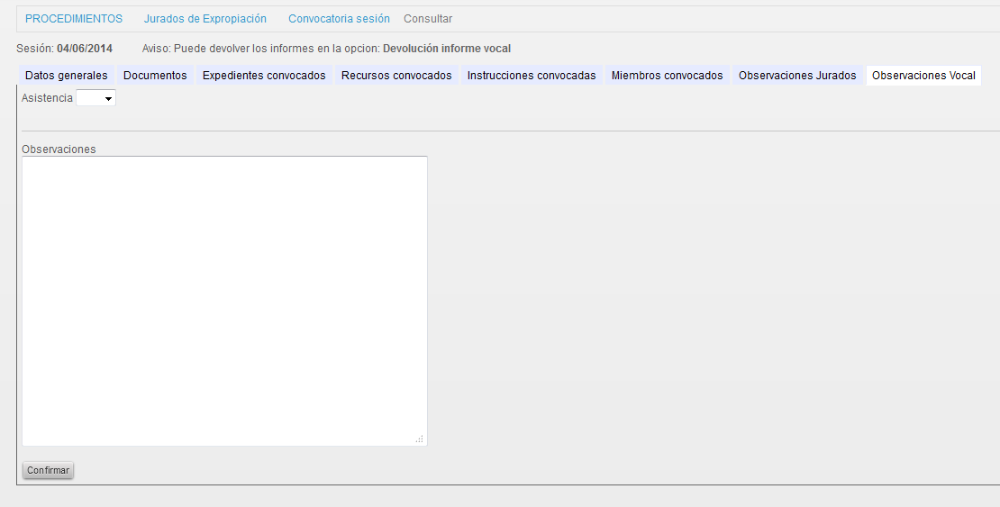 PROCEDIMIENTOS Jurados de Expropiación Convocatoria sesión Consultar
Sesión: 04/06/2014 Aviso: Puede devolver los informes en la opcion: Devolución informe vocal
Datos generales Documentos Expedientes convocados Recursos convocados Instrucciones convocadas Miembros convocados Observaciones Jurados Observaciones Vocal
Asistencia
Observaciones
Confirmar